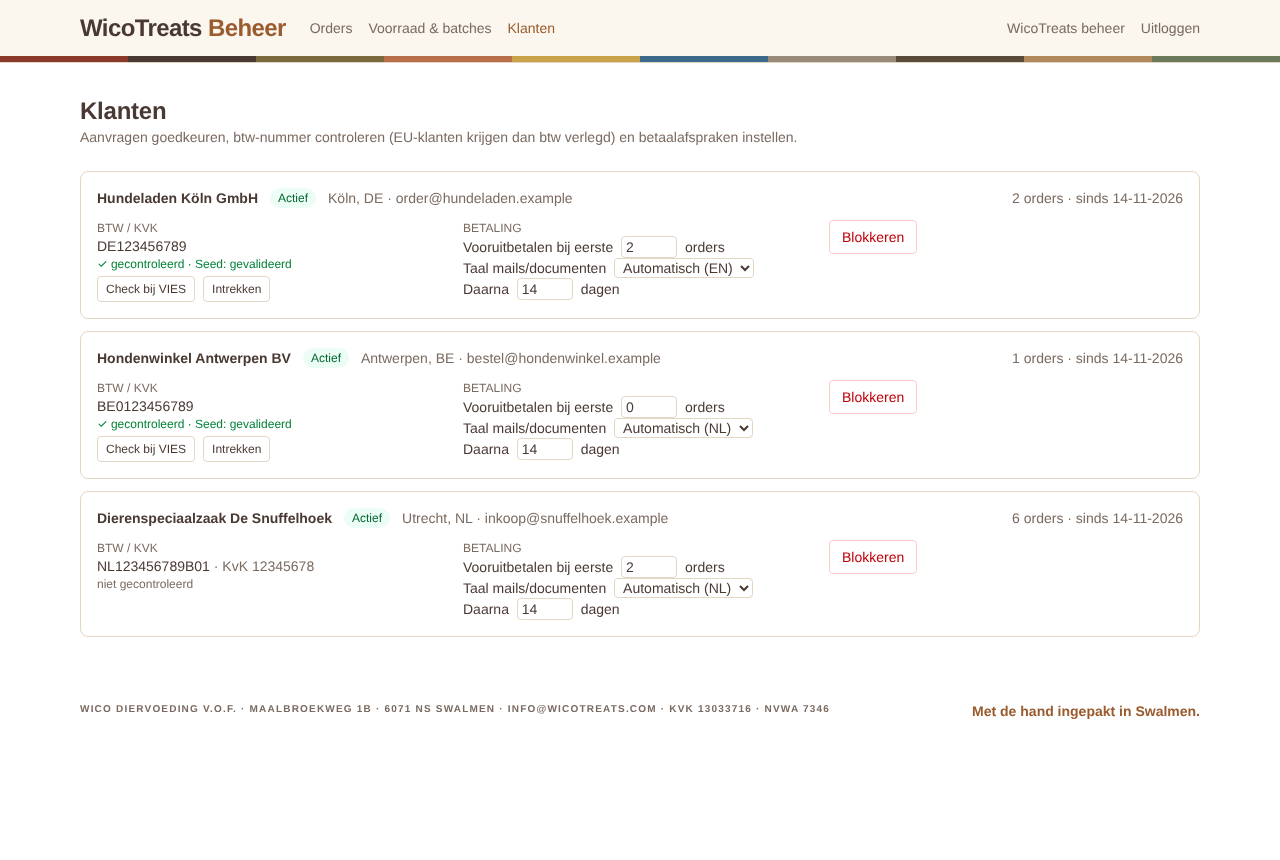 WicoTreats Beheer Orders Voorraad & batches Klanten WicoTreats beheer Uitloggen
Klanten
Aanvragen goedkeuren, btw-nummer controleren (EU-klanten krijgen dan btw verlegd) en betaalafspraken instellen.
Hundeladen Köln GmbH Actief Köln, DE · order@hundeladen.example 2 orders · sinds 14-11-2026
BTW / KVK
DE123456789
✓ gecontroleerd · Seed: gevalideerd
Check bij VIES Intrekken
BETALING
Vooruitbetalen bij eerste 2 orders
Taal mails/documenten Automatisch (EN)
Daarna 14 dagen
Blokkeren
Hondenwinkel Antwerpen BV Actief Antwerpen, BE · bestel@hondenwinkel.example 1 orders · sinds 14-11-2026
BTW / KVK
BE0123456789
✓ gecontroleerd · Seed: gevalideerd
Check bij VIES Intrekken
BETALING
Vooruitbetalen bij eerste 0 orders
Taal mails/documenten Automatisch (NL)
Daarna 14 dagen
Blokkeren
Dierenspeciaalzaak De Snuffelhoek Actief Utrecht, NL · inkoop@snuffelhoek.example 6 orders · sinds 14-11-2026
BTW / KVK
NL123456789B01 · KvK 12345678
niet gecontroleerd
BETALING
Vooruitbetalen bij eerste 2 orders
Taal mails/documenten Automatisch (NL)
Daarna 14 dagen
Blokkeren
WICO DIERVOEDING V.O.F. · MAALBROEKWEG 1B · 6071 NS SWALMEN · INFO@WICOTREATS.COM · KVK 13033716 · NVWA 7346
Met de hand ingepakt in Swalmen.